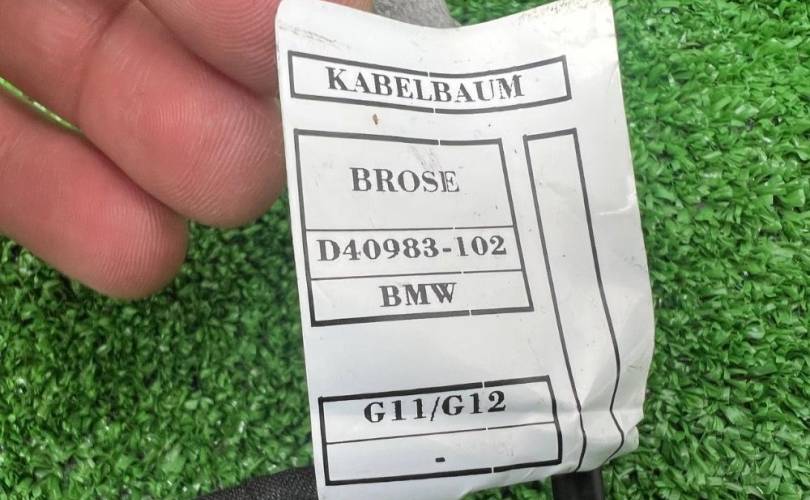 KABELBAUM
BROSE
D40983-102
BMW
G11/G12
-